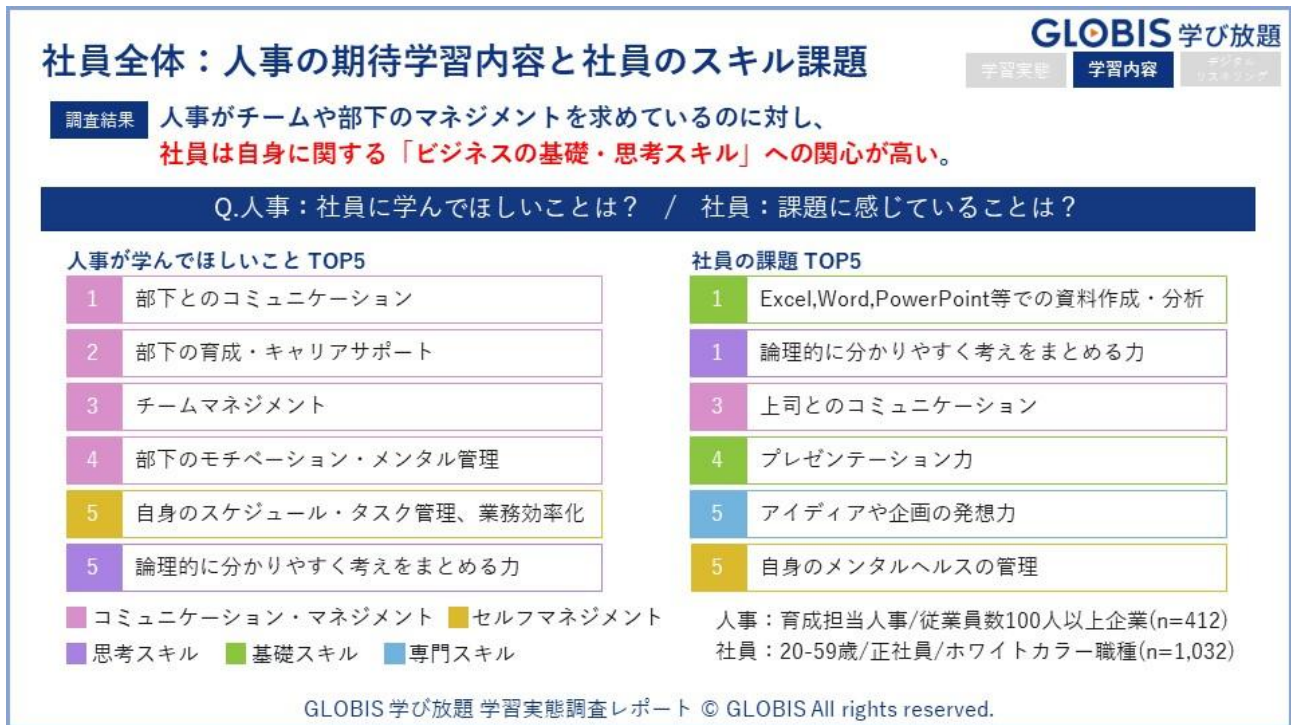 社員全体：人事の期待学習内容と社員のスキル課題
GLOBIS 学び放題
学習実態
学習内容
デジタル
リスキリング
調査結果
人事がチームや部下のマネジメントを求めているのに対し、
社員は自身に関する「ビジネスの基礎・思考スキル」への関心が高い。
Q.人事：社員に学んでほしいことは？ / 社員：課題に感じていることは？
人事が学んでほしいこと TOP5
1 部下とのコミュニケーション
2 部下の育成・キャリアサポート
3 チームマネジメント
4 部下のモチベーション・メンタル管理
5 自身のスケジュール・タスク管理、業務効率化
5 論理的に分かりやすく考えをまとめる力
社員の課題 TOP5
1 Excel,Word,PowerPoint等での資料作成・分析
1 論理的に分かりやすく考えをまとめる力
3 上司とのコミュニケーション
4 プレゼンテーション力
5 アイディアや企画の発想力
5 自身のメンタルヘルスの管理
コミュニケーション・マネジメント セルフマネジメント
思考スキル 基礎スキル 専門スキル
人事：育成担当人事/従業員数100人以上企業(n=412)
社員：20-59歳/正社員/ホワイトカラー職種(n=1,032)
GLOBIS 学び放題 学習実態調査レポート © GLOBIS All rights reserved.